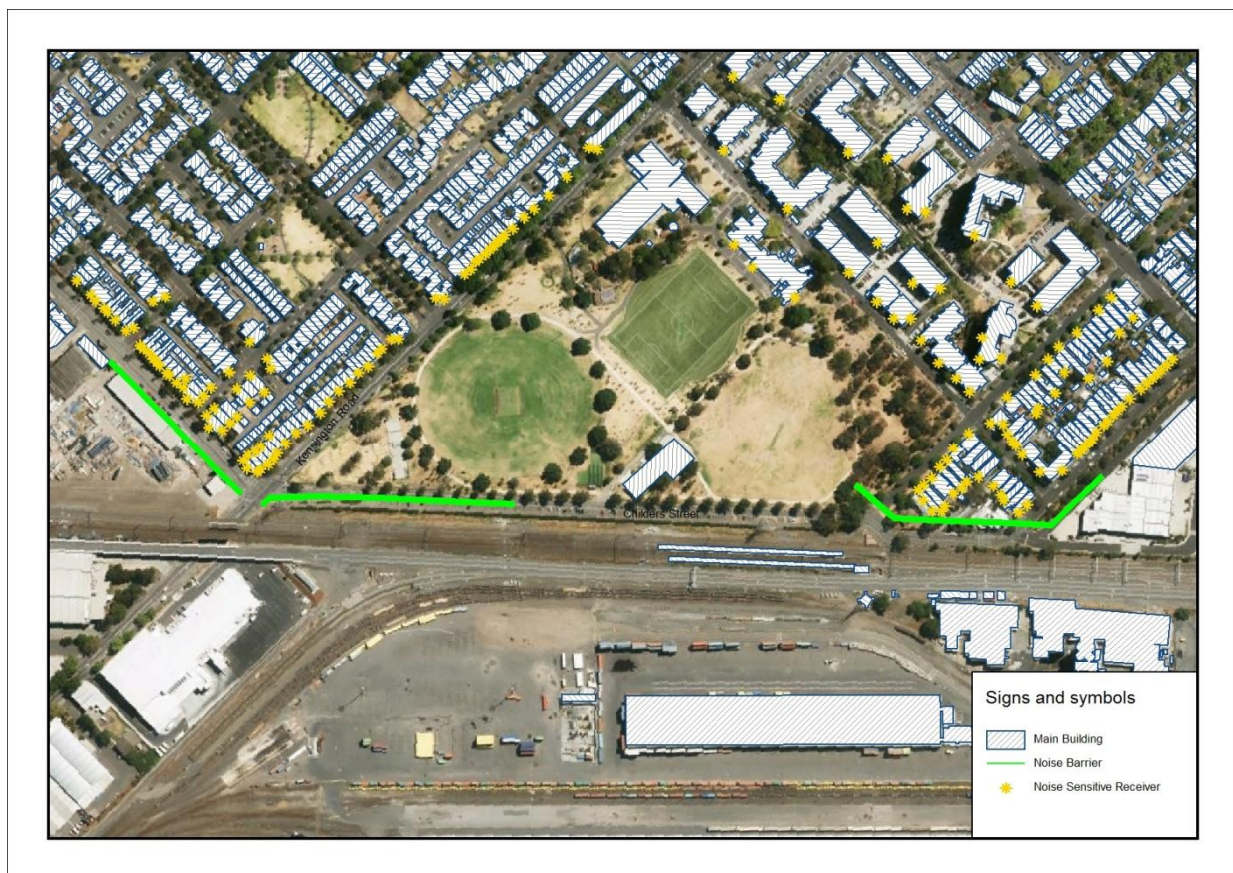 Kensington Road
Childers Street
Signs and symbols
Main Building
Noise Barrier
Noise Sensitive Receiver